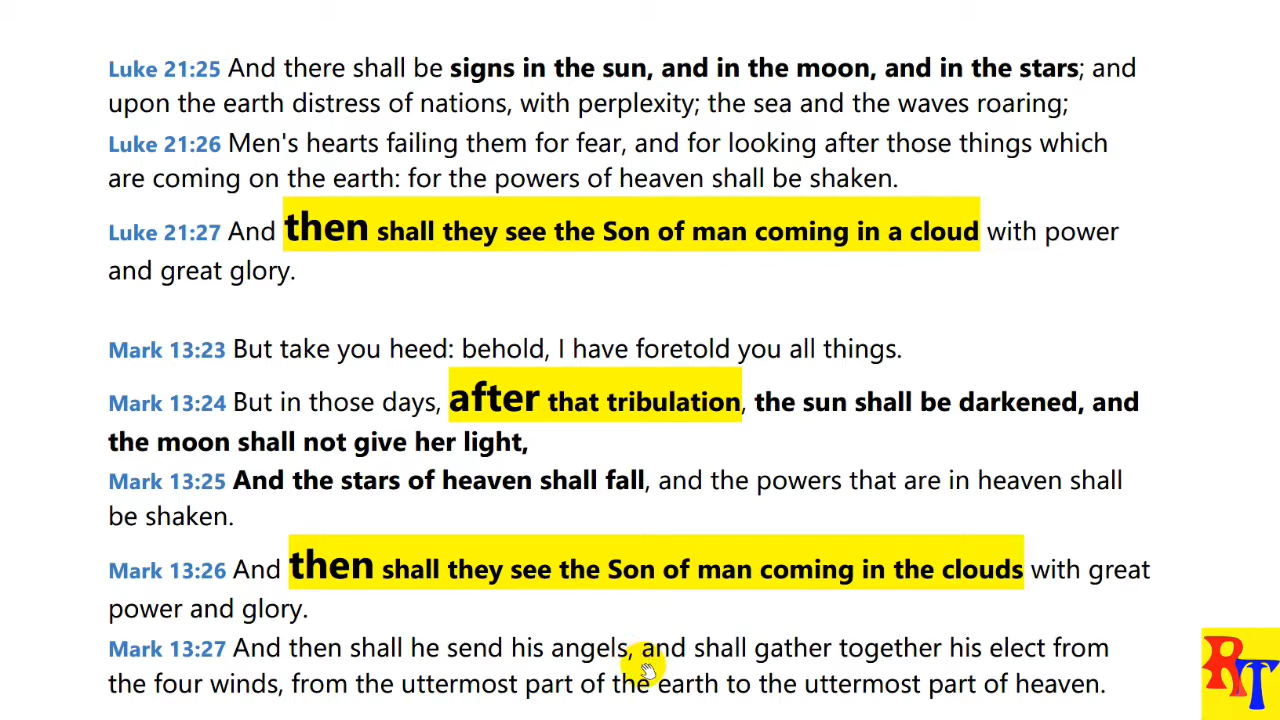 Luke 21:25 And there shall be signs in the sun, and in the moon, and in the stars; and
upon the earth distress of nations, with perplexity; the sea and the waves roaring;
Luke 21:26 Men's hearts failing them for fear, and for looking after those things which
are coming on the earth: for the powers of heaven shall be shaken.
Luke 21:27 And then shall they see the Son of man coming in a cloud with power
and great glory.
Mark 13:23 But take you heed: behold, I have foretold you all things.
Mark 13:24 But in those days, after that tribulation, the sun shall be darkened, and
the moon shall not give her light,
Mark 13:25 And the stars of heaven shall fall, and the powers that are in heaven shall
be shaken.
Mark 13:26 And then shall they see the Son of man coming in the clouds with great
power and glory.
Mark 13:27 And then shall he send his angels, and shall gather together his elect from
the four winds, from the uttermost part of the earth to the uttermost part of heaven.
RT